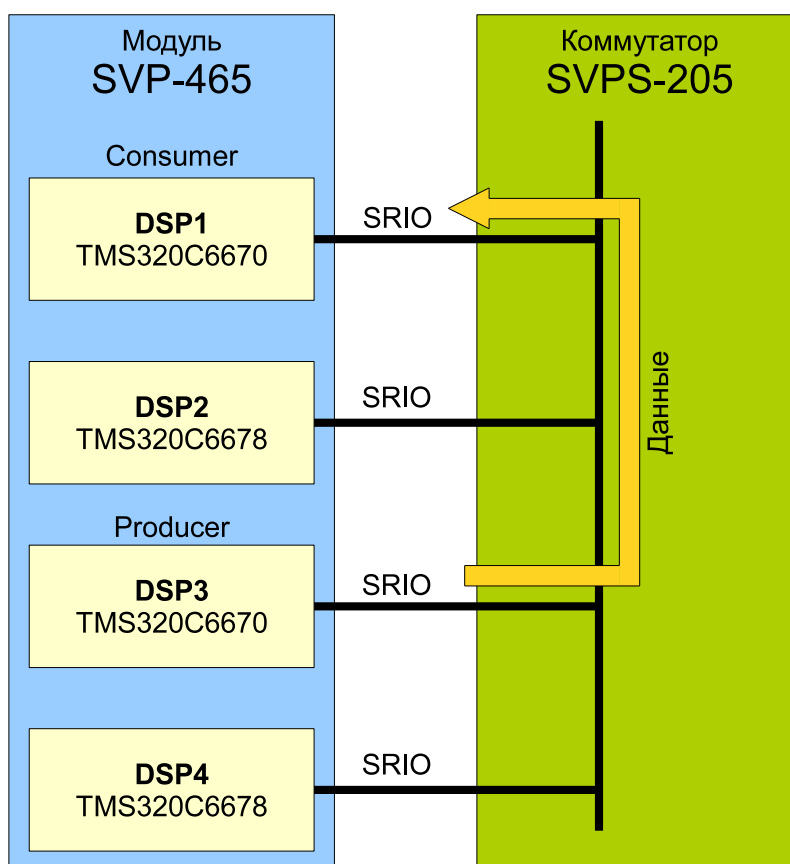 Модуль
SVP-465
Коммутатор
SVPS-205
Consumer
DSP1
TMS320C6670
SRIO
DSP2
TMS320C6678
SRIO
Данные
Producer
DSP3
TMS320C6670
SRIO
DSP4
TMS320C6678
SRIO